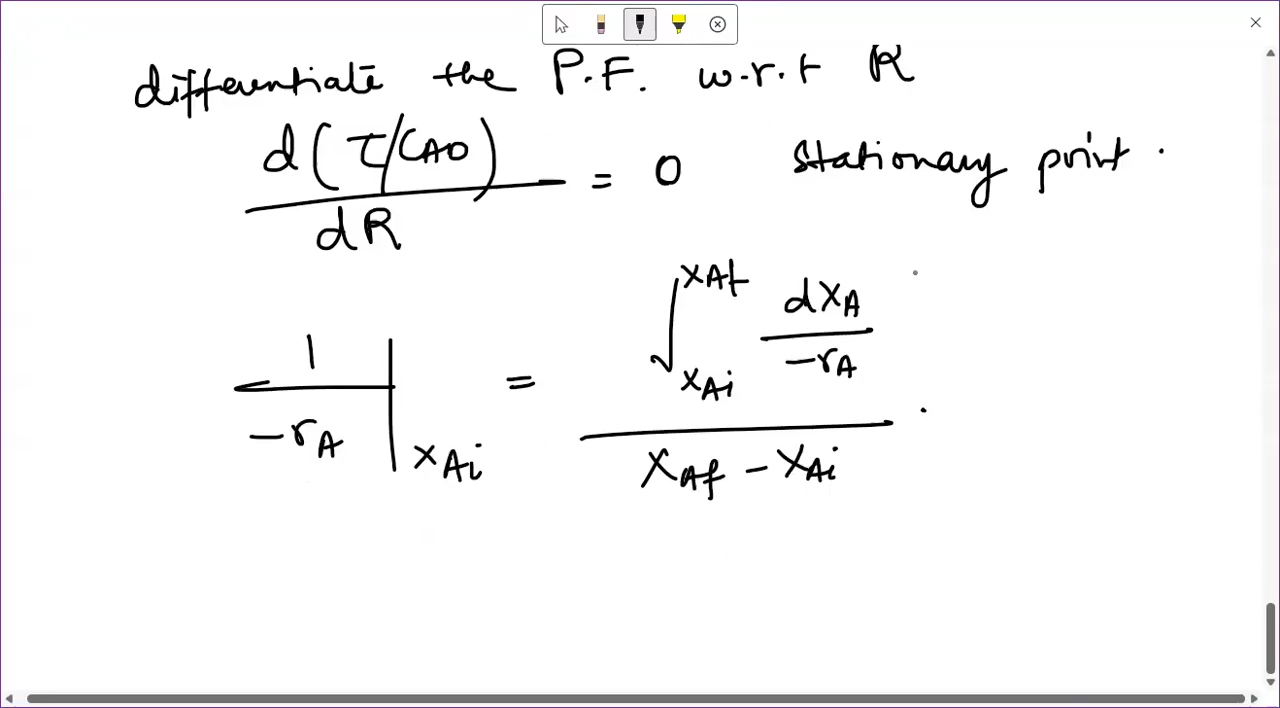 differentiate the P.F. w.r.t R
d(τ/CA0)/dR = 0 stationary point.
1/-rA |XAi = ∫XAi^XAf dXA/-rA / XAf - XAi.